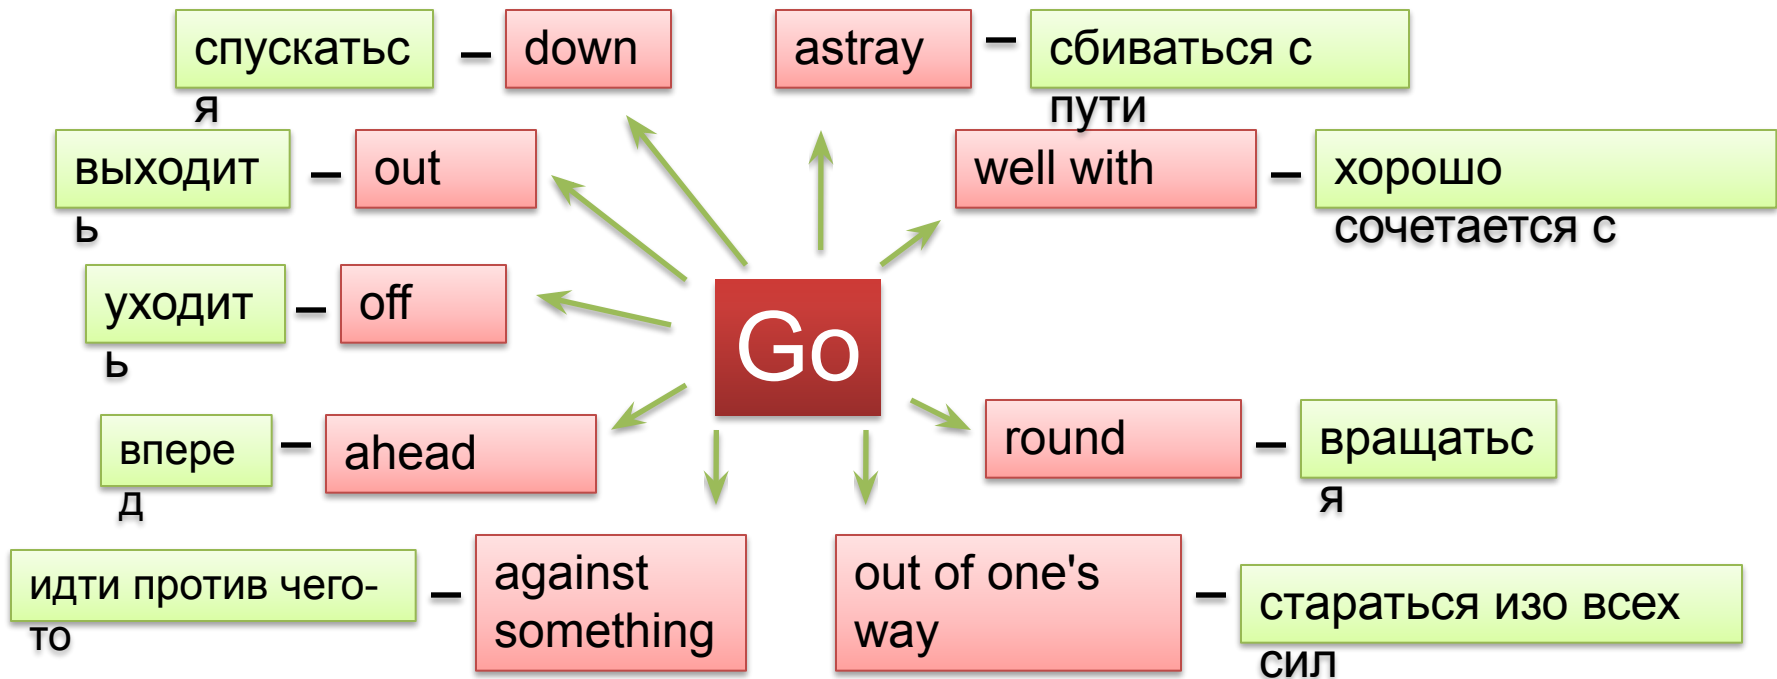 спускатьс
я
–
down
astray
–
сбиваться с
пути
выходит
ь
–
out
well with
–
хорошо
сочетается с
уходит
ь
–
off
Go
впере
д
–
ahead
round
–
вращатьс
я
идти против чего-
то
–
against
something
out of one's
way
–
стараться изо всех
сил